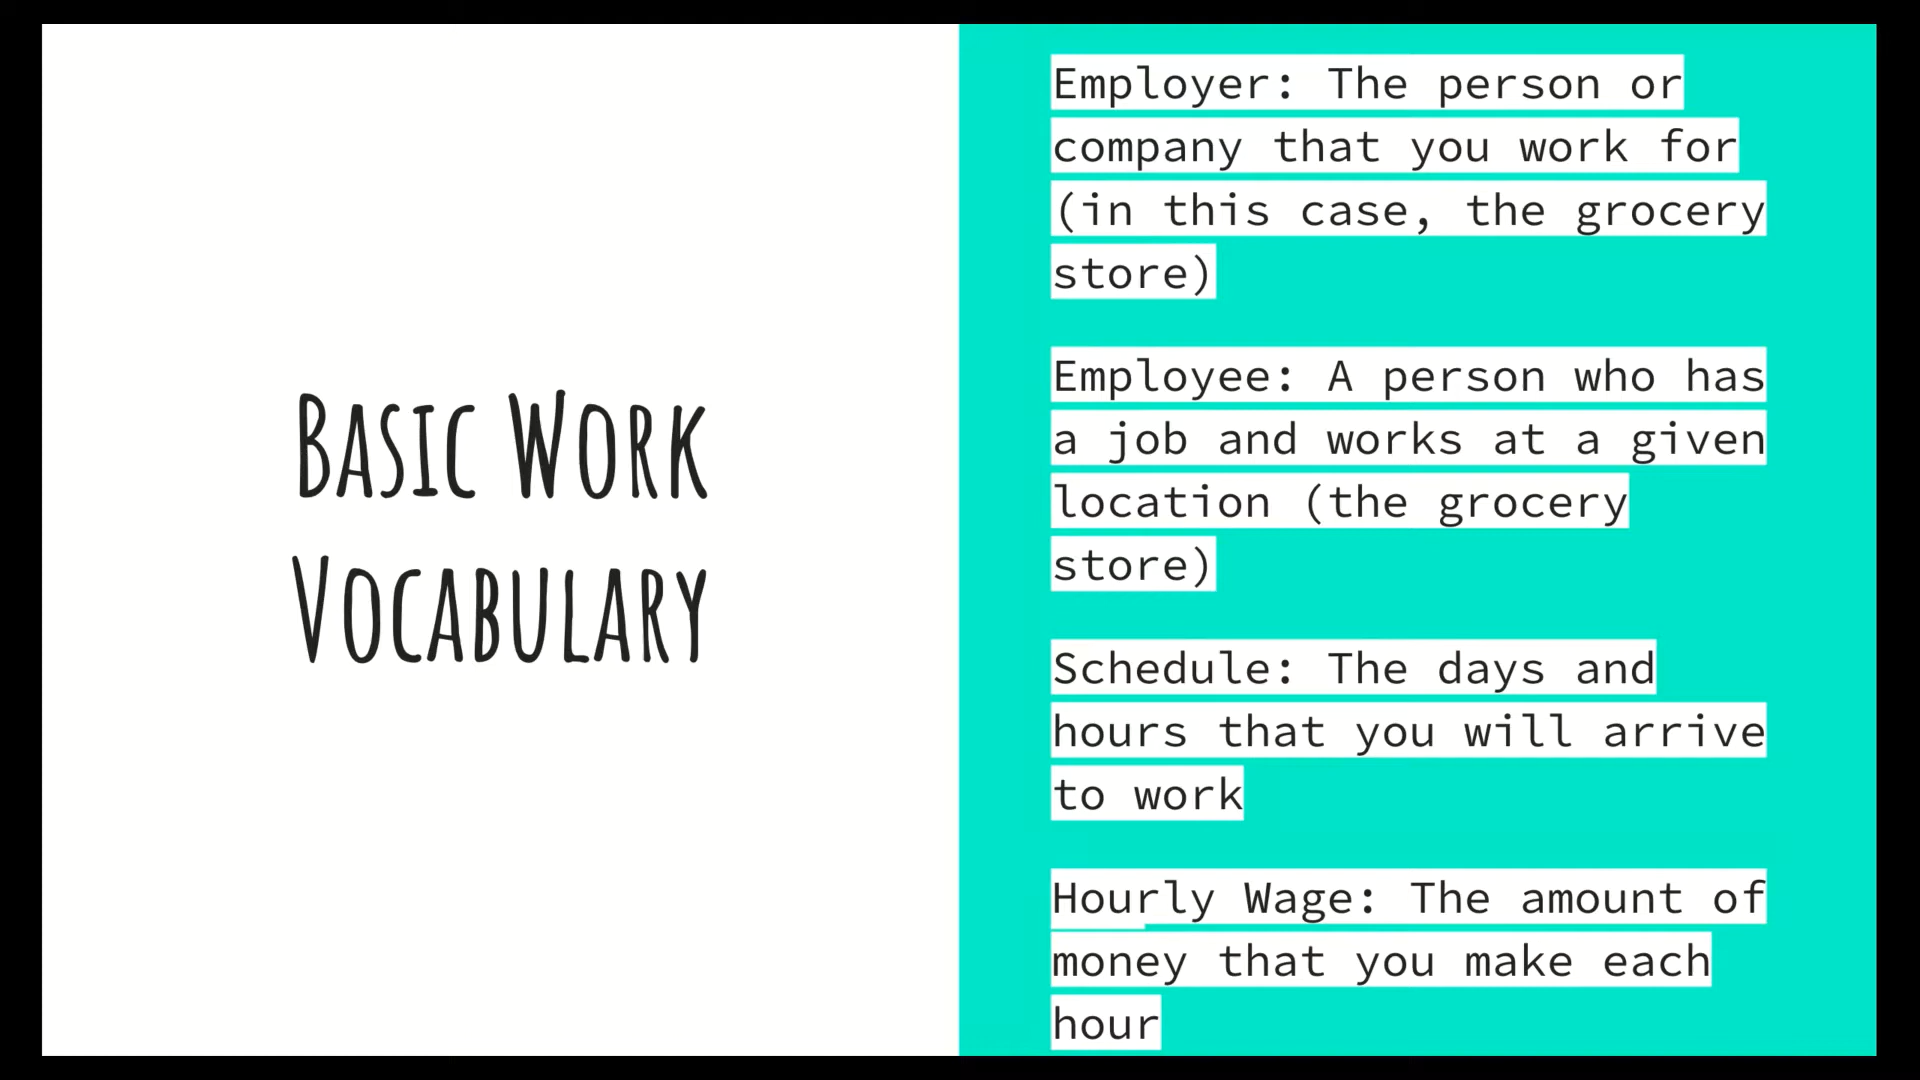 Basic Work
Vocabulary
Employer: The person or
company that you work for
(in this case, the grocery
store)
Employee: A person who has
a job and works at a given
location (the grocery
store)
Schedule: The days and
hours that you will arrive
to work
Hourly Wage: The amount of
money that you make each
hour